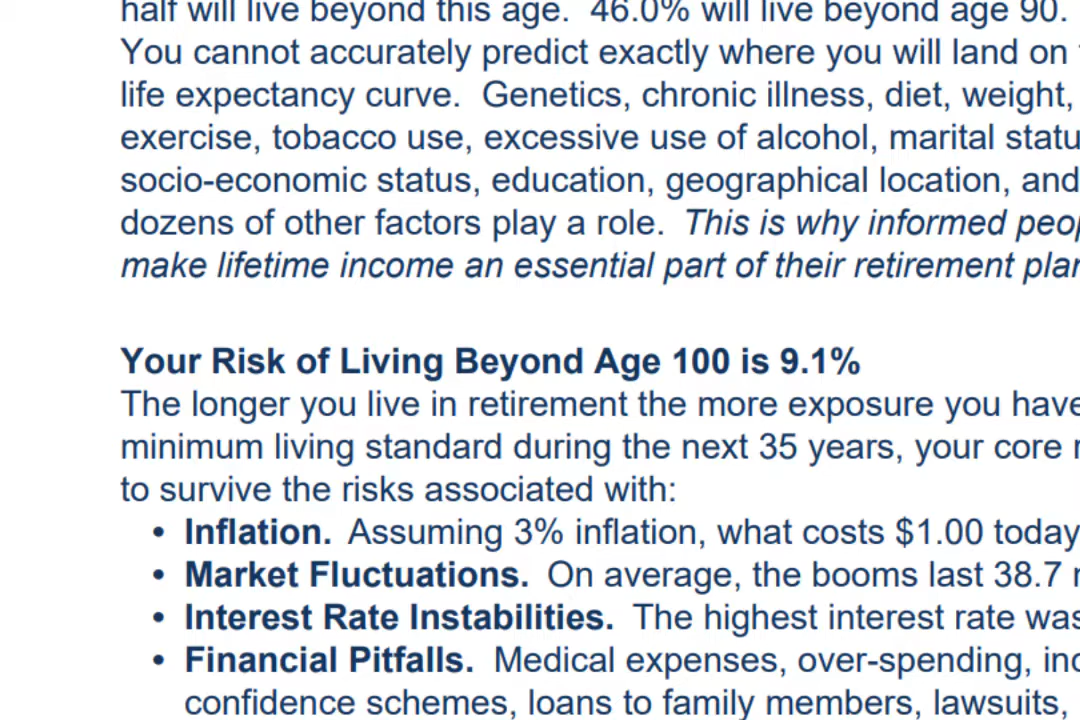 half will live beyond this age.  46.0% will live beyond age 90.
You cannot accurately predict exactly where you will land on
life expectancy curve.  Genetics, chronic illness, diet, weight,
exercise, tobacco use, excessive use of alcohol, marital statu
socio-economic status, education, geographical location, and
dozens of other factors play a role.  This is why informed peop
make lifetime income an essential part of their retirement plan
Your Risk of Living Beyond Age 100 is 9.1%
The longer you live in retirement the more exposure you have
minimum living standard during the next 35 years, your core
to survive the risks associated with:
• Inflation.  Assuming 3% inflation, what costs $1.00 today
• Market Fluctuations.  On average, the booms last 38.7
• Interest Rate Instabilities.  The highest interest rate was
• Financial Pitfalls.  Medical expenses, over-spending, inc
confidence schemes, loans to family members, lawsuits,